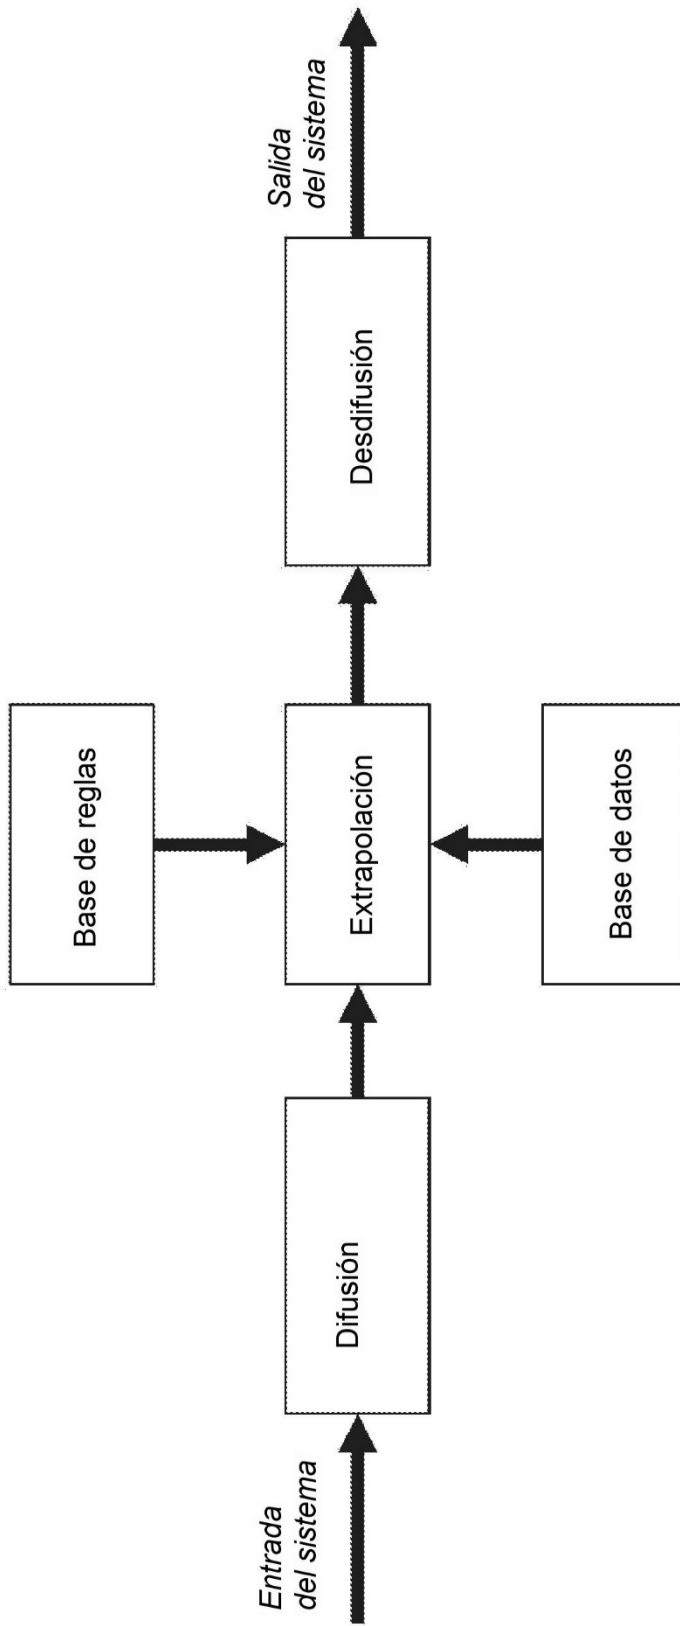 Entrada
del sistema
Difusión
Base de reglas
Extrapolación
Base de datos
Desdifusión
Salida
del sistema